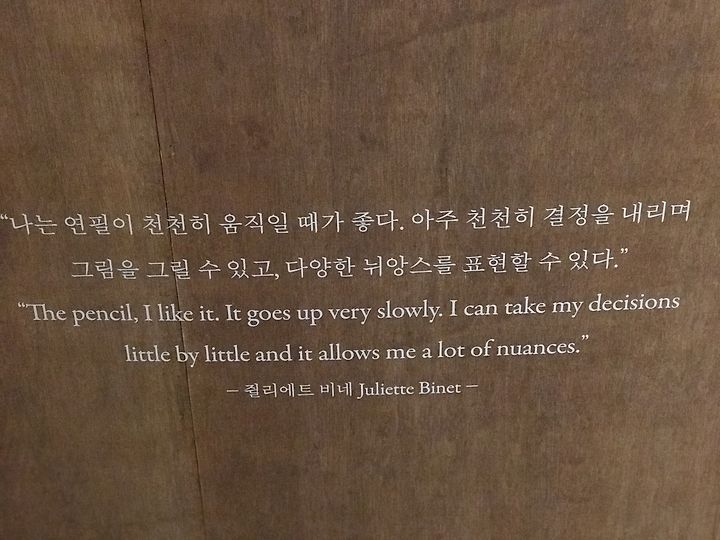 “나는 연필이 천천히 움직일 때가 좋다. 아주 천천히 결정을 내리며
그림을 그릴 수 있고, 다양한 뉘앙스를 표현할 수 있다.”
“The pencil, I like it. It goes up very slowly. I can take my decisions
little by little and it allows me a lot of nuances.”
– 쥘리에트 비네 Juliette Binet –